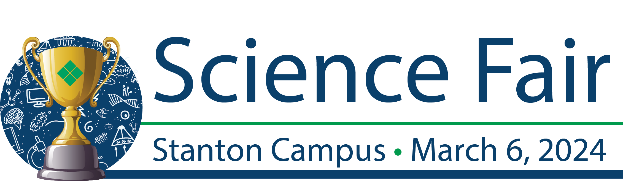 Science Fair
Stanton Campus • March 6, 2024